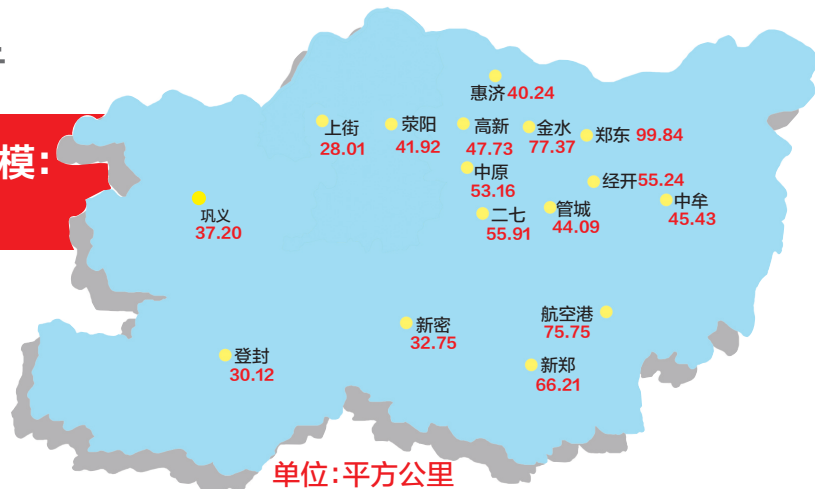 模:
惠济40.24
上街
28.01
荥阳
41.92
高新
47.73
金水
77.37
郑东 99.84
中原
53.16
经开55.24
巩义
37.20
二七
55.91
管城
44.09
中牟
45.43
航空港
75.75
新密
32.75
登封
30.12
新郑
66.21
单位:平方公里